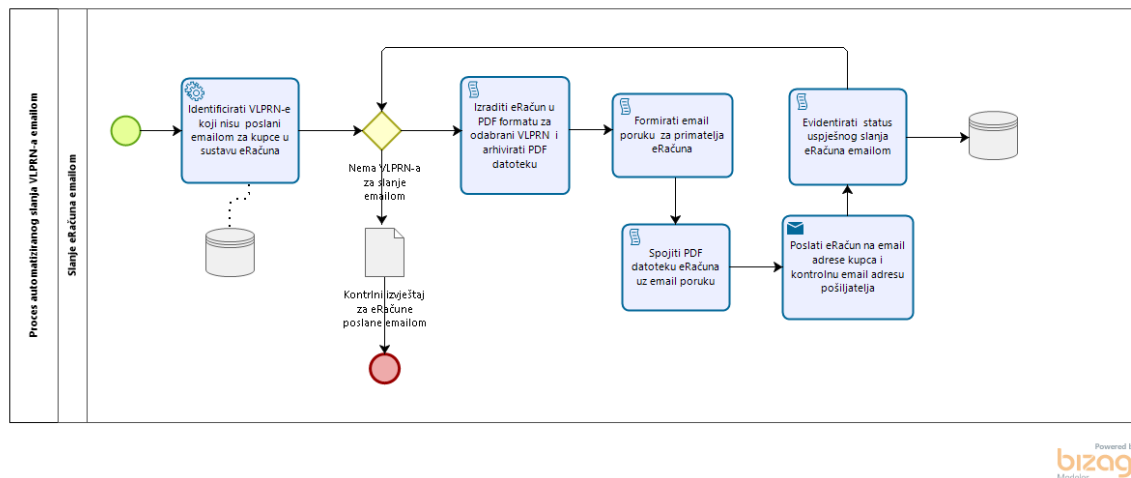 Proces automatiziranog slanja VLPRN-a emailom
Slanje eRačuna emailom
Identificirati VLPRN-e
koji nisu poslani
emailom za kupce u
sustavu eRačuna
Nema VLPRN-a
za slanje
emailom
Kontrlni izvještaj
za eRačune
poslane emailom
Izraditi eRačun u
PDF formatu za
odabrani VLPRN i
arhivirati PDF
datoteku
Formirati email
poruku za primatelja
eRačuna
Spojiti PDF
datoteku eRačuna
uz email poruku
Poslati eRačun na email
adrese kupca i
kontrolnu email adresu
pošiljatelja
Evidentirati status
uspješnog slanja
eRačuna emailom
Powered
bizag
Modeler